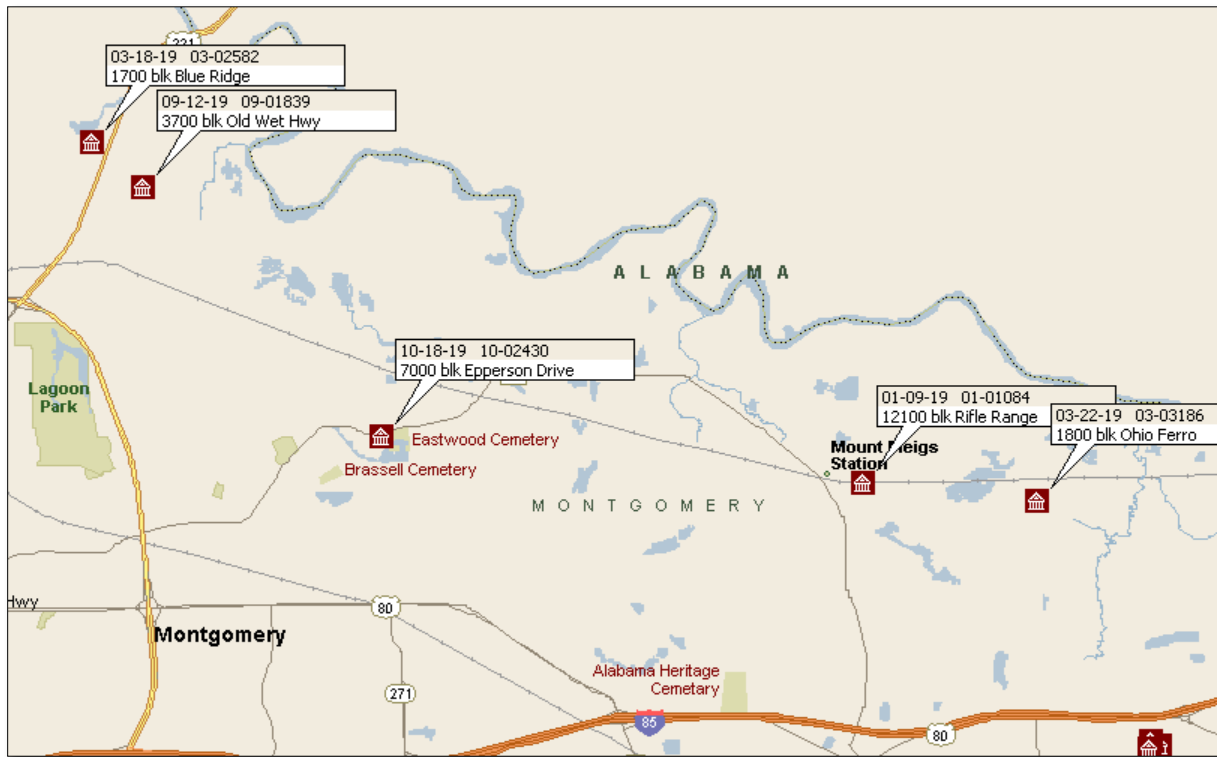 03-18-19 03-02582
1700 blk Blue Ridge
09-12-19 09-01839
3700 blk Old Wet Hwy
ALABAMA
10-18-19 10-02430
7000 blk Epperson Drive
Lagoon
Park
01-09-19 01-01084
12100 blk Rifle Range
03-22-19 03-03186
1800 blk Ohio Ferro
Eastwood Cemetery
Brassell Cemetery
Mount Meigs
Station
MONTGOMERY
Hwy
80
Montgomery
Alabama Heritage
Cemetary
271
85
80